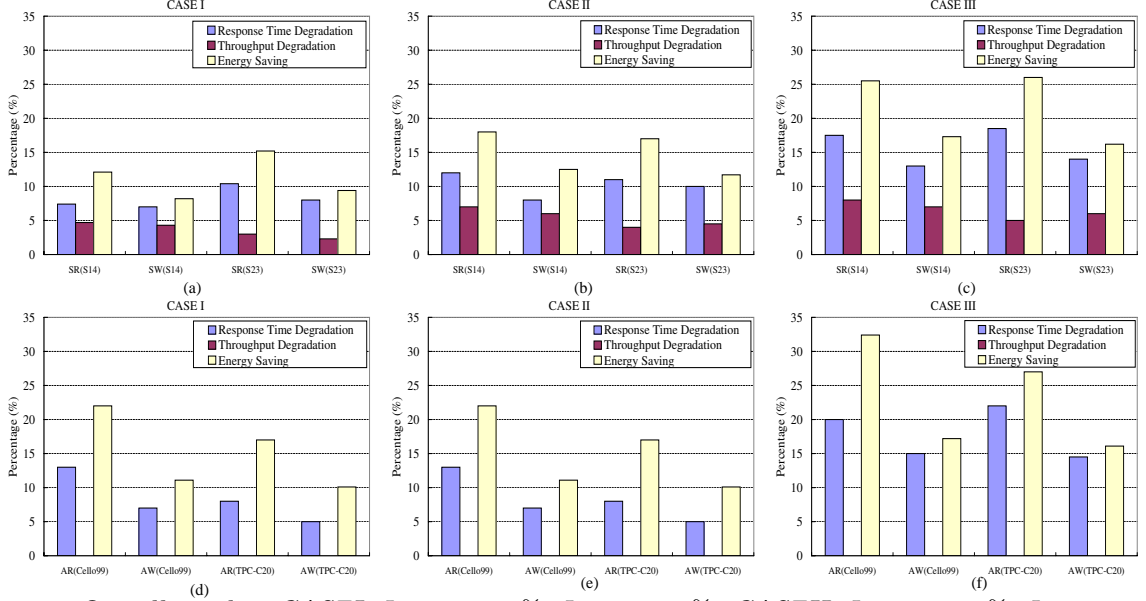 CASE I
35
30
25
20
15
10
5
0
Percentage (%)
Response Time Degradation
Throughput Degradation
Energy Saving
SR(S14) SW(S14) SR(S23) SW(S23)
(a)
CASE II
35
30
25
20
15
10
5
0
Percentage (%)
Response Time Degradation
Throughput Degradation
Energy Saving
SR(S14) SW(S14) SR(S23) SW(S23)
(b)
CASE III
35
30
25
20
15
10
5
0
Percentage (%)
Response Time Degradation
Throughput Degradation
Energy Saving
SR(S14) SW(S14) SR(S23) SW(S23)
(c)
CASE I
35
30
25
20
15
10
5
0
Percentage (%)
Response Time Degradation
Throughput Degradation
Energy Saving
AR(Cello99) AW(Cello99) AR(TPC-C20) AW(TPC-C20)
(d)
CASE II
35
30
25
20
15
10
5
0
Percentage (%)
Response Time Degradation
Throughput Degradation
Energy Saving
AR(Cello99) AW(Cello99) AR(TPC-C20) AW(TPC-C20)
(e)
CASE III
35
30
25
20
15
10
5
0
Percentage (%)
Response Time Degradation
Throughput Degradation
Energy Saving
AR(Cello99) AW(Cello99) AR(TPC-C20) AW(TPC-C20)
(f)